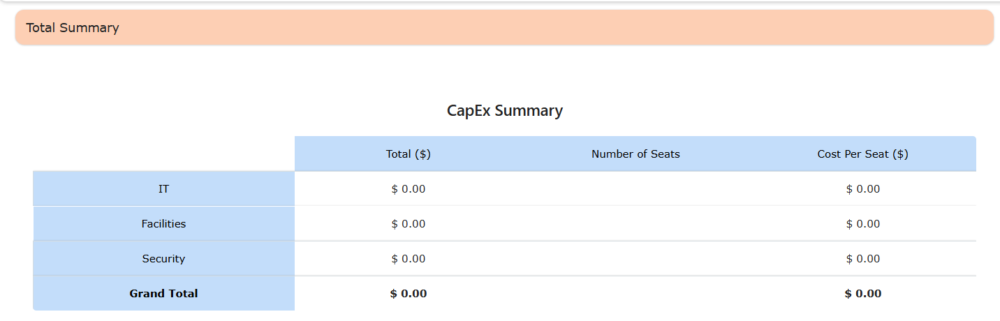 Total Summary
CapEx Summary
Total ($) Number of Seats Cost Per Seat ($)
IT $ 0.00 $ 0.00
Facilities $ 0.00 $ 0.00
Security $ 0.00 $ 0.00
Grand Total $ 0.00 $ 0.00